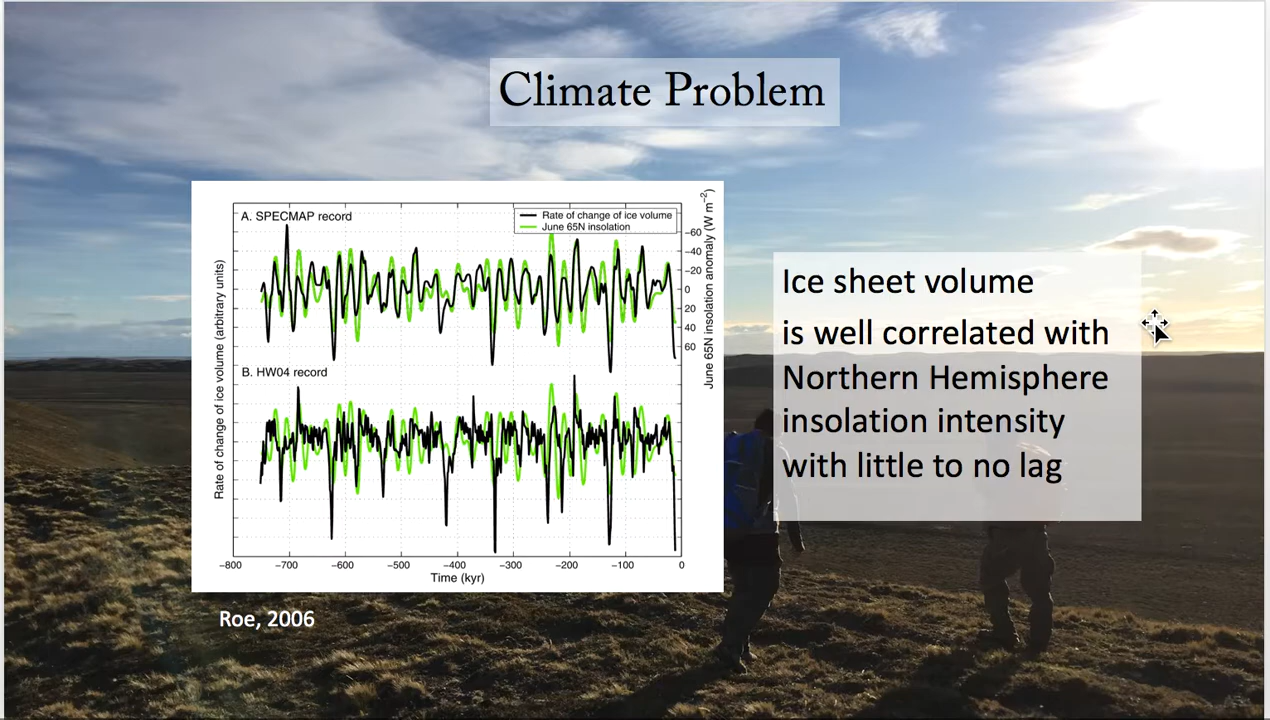 Climate Problem
A. SPECMAP record
Rate of change of ice volume
June 65N insolation
−60
−40
−20
0
20
40
60
June 65N insolation anomaly (W m−2)
Rate of change of ice volume (arbitrary units)
B. HW04 record
−800 −700 −600 −500 −400 −300 −200 −100 0
Time (kyr)
Roe, 2006
Ice sheet volume
is well correlated with
Northern Hemisphere
insolation intensity
with little to no lag